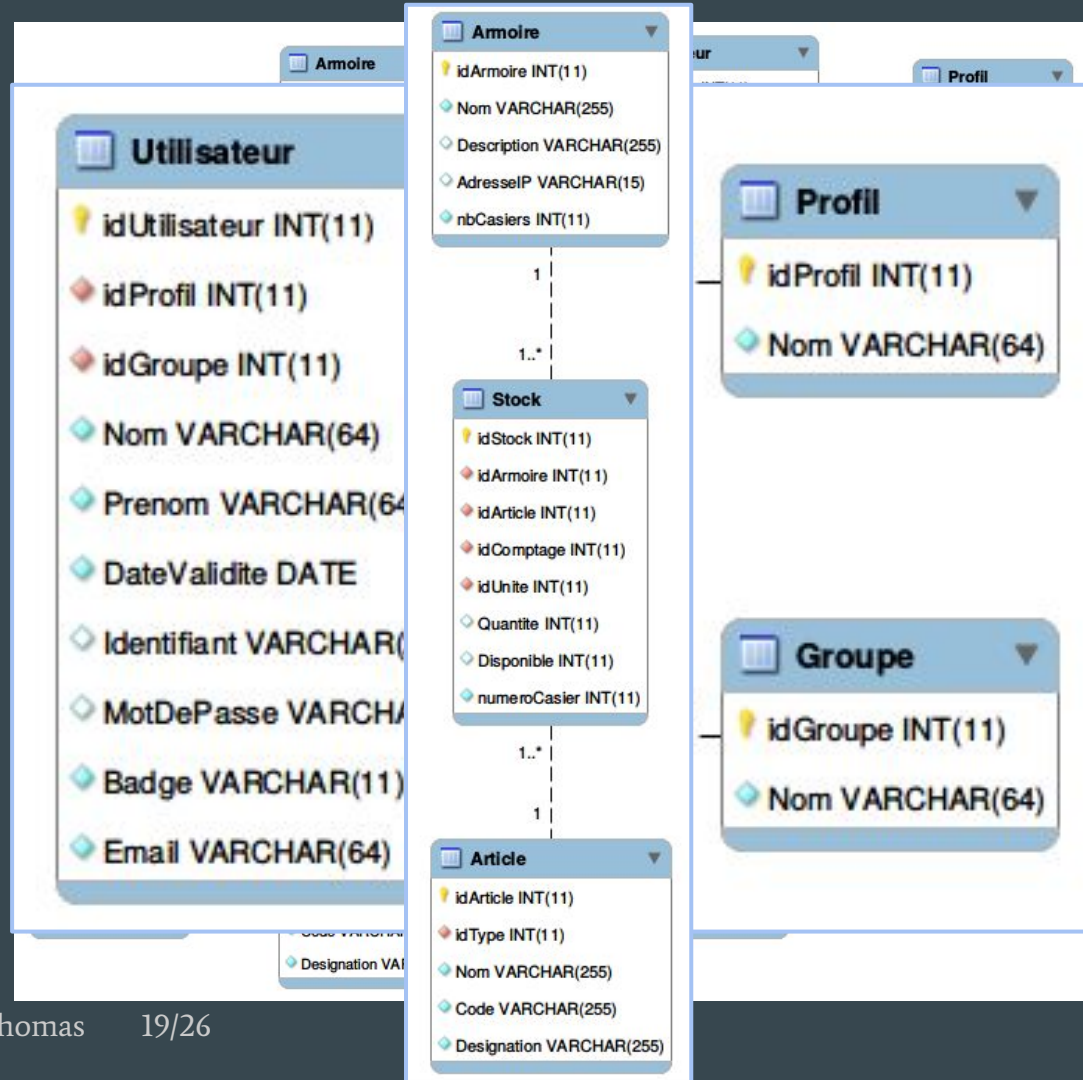 Armoire
Profil
Utilisateur
idUtilisateur INT(11)
idProfil INT(11)
idGroupe INT(11)
Nom VARCHAR(64)
Prenom VARCHAR(64
DateValidite DATE
Identifiant VARCHAR(
MotDePasse VARCHA
Badge VARCHAR(11)
Email VARCHAR(64)
Armoire
idArmoire INT(11)
Nom VARCHAR(255)
Description VARCHAR(255)
AdresseIP VARCHAR(15)
nbCasiers INT(11)
1
1..*
Stock
idStock INT(11)
idArmoire INT(11)
idArticle INT(11)
idComptage INT(11)
idUnite INT(11)
Quantite INT(11)
Disponible INT(11)
numeroCasier INT(11)
1..*
1
Article
idArticle INT(11)
idType INT(11)
Nom VARCHAR(255)
Code VARCHAR(255)
Designation VARCHAR(255)
ur
Profil
idProfil INT(11)
Nom VARCHAR(64)
Groupe
idGroupe INT(11)
Nom VARCHAR(64)
Designation VAR
homas 19/26